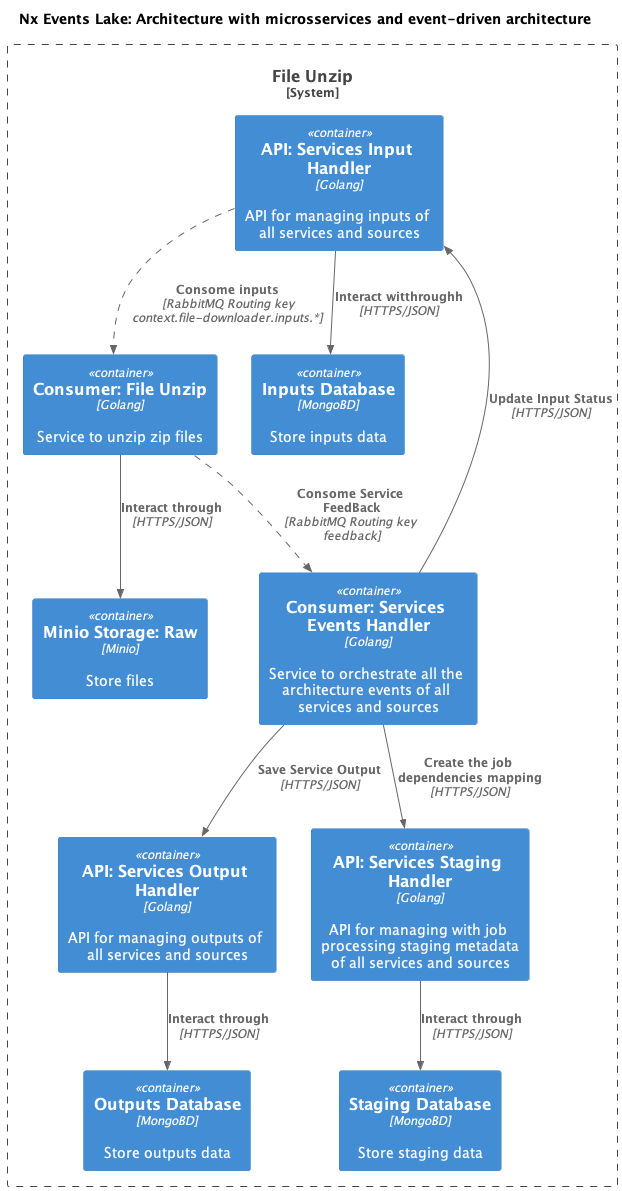 Nx Events Lake: Architecture with microsservices and event-driven architecture
File Unzip
[System]
«container»
API: Services Input
Handler
[Golang]
API for managing inputs of
all services and sources
Consome inputs
[RabbitMQ Routing key
context.file-downloader.inputs.*]
Interact witthroughh
[HTTPS/JSON]
«container»
Consumer: File Unzip
[Golang]
Service to unzip zip files
«container»
Inputs Database
[MongoBD]
Store inputs data
Update Input Status
[HTTPS/JSON]
Interact through
[HTTPS/JSON]
Consome Service
FeedBack
[RabbitMQ Routing key
feedback]
«container»
Minio Storage: Raw
[Minio]
Store files
«container»
Consumer: Services
Events Handler
[Golang]
Service to orchestrate all the
architecture events of all
services and sources
Save Service Output
[HTTPS/JSON]
Create the job
dependencies mapping
[HTTPS/JSON]
«container»
API: Services Output
Handler
[Golang]
API for managing outputs of
all services and sources
«container»
API: Services Staging
Handler
[Golang]
API for managing with job
processing staging metadata
of all services and sources
Interact through
[HTTPS/JSON]
Interact through
[HTTPS/JSON]
«container»
Outputs Database
[MongoBD]
Store outputs data
«container»
Staging Database
[MongoBD]
Store staging data